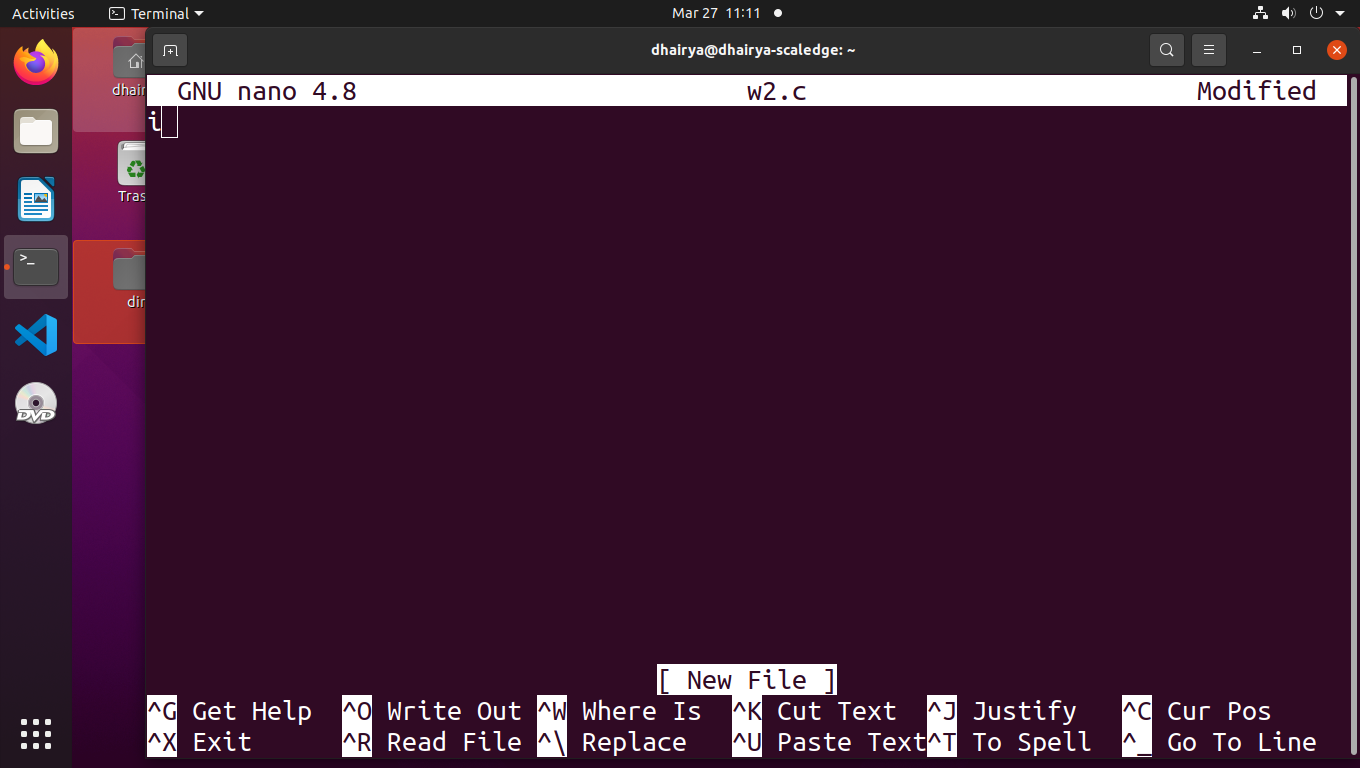 Activities Terminal Mar 27 11:11
dhairya@dhairya-scaledge: ~
dhair
Tras
dir
GNU nano 4.8 w2.c Modified
i
[ New File ]
^G Get Help ^O Write Out ^W Where Is ^K Cut Text ^J Justify ^C Cur Pos
^X Exit ^R Read File ^\ Replace ^U Paste Text ^T To Spell ^_ Go To Line
>_
DVD